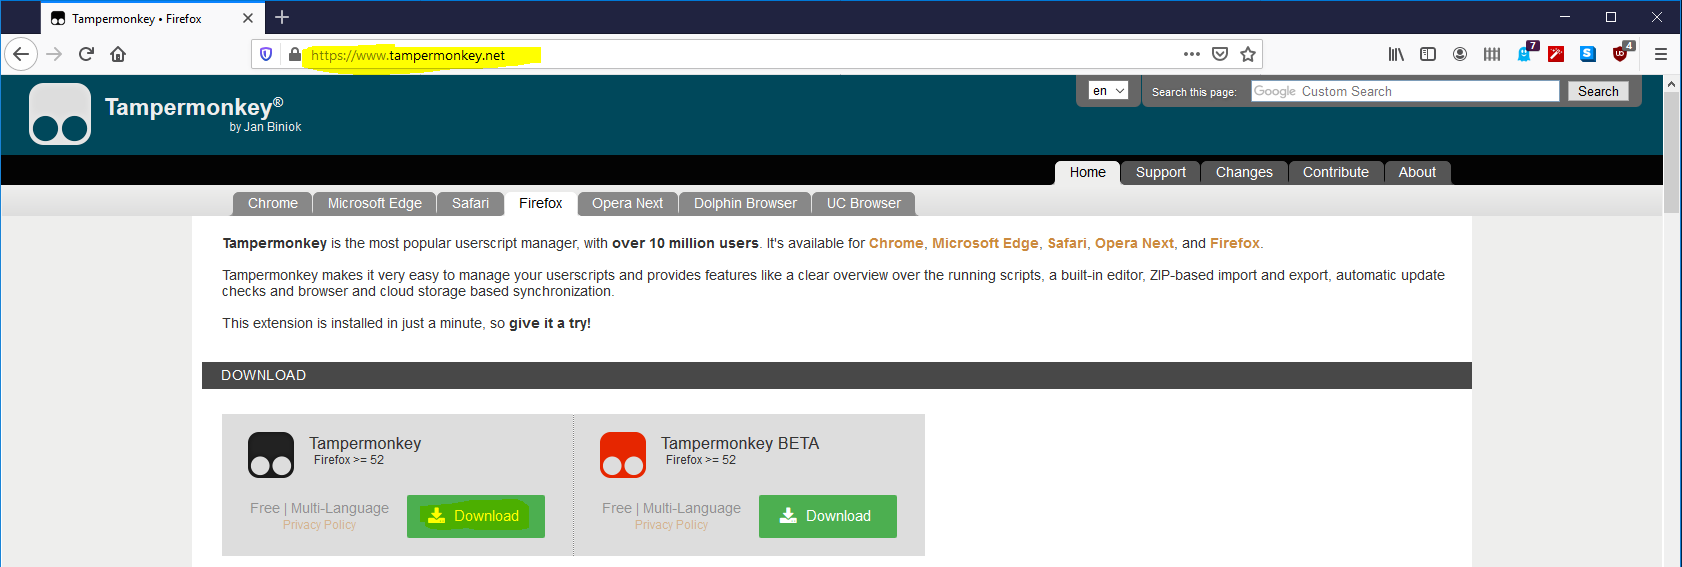 Tampermonkey • Firefox
https://www.tampermonkey.net
7
S
UD
4
Tampermonkey®
by Jan Biniok
en
Search this page:
Google Custom Search
Search
Home
Support
Changes
Contribute
About
Chrome
Microsoft Edge
Safari
Firefox
Opera Next
Dolphin Browser
UC Browser
Tampermonkey is the most popular userscript manager, with over 10 million users. It's available for Chrome, Microsoft Edge, Safari, Opera Next, and Firefox.
Tampermonkey makes it very easy to manage your userscripts and provides features like a clear overview over the running scripts, a built-in editor, ZIP-based import and export, automatic update
checks and browser and cloud storage based synchronization.
This extension is installed in just a minute, so give it a try!
DOWNLOAD
Tampermonkey
Firefox >= 52
Free | Multi-Language
Privacy Policy
Download
Tampermonkey BETA
Firefox >= 52
Free | Multi-Language
Privacy Policy
Download